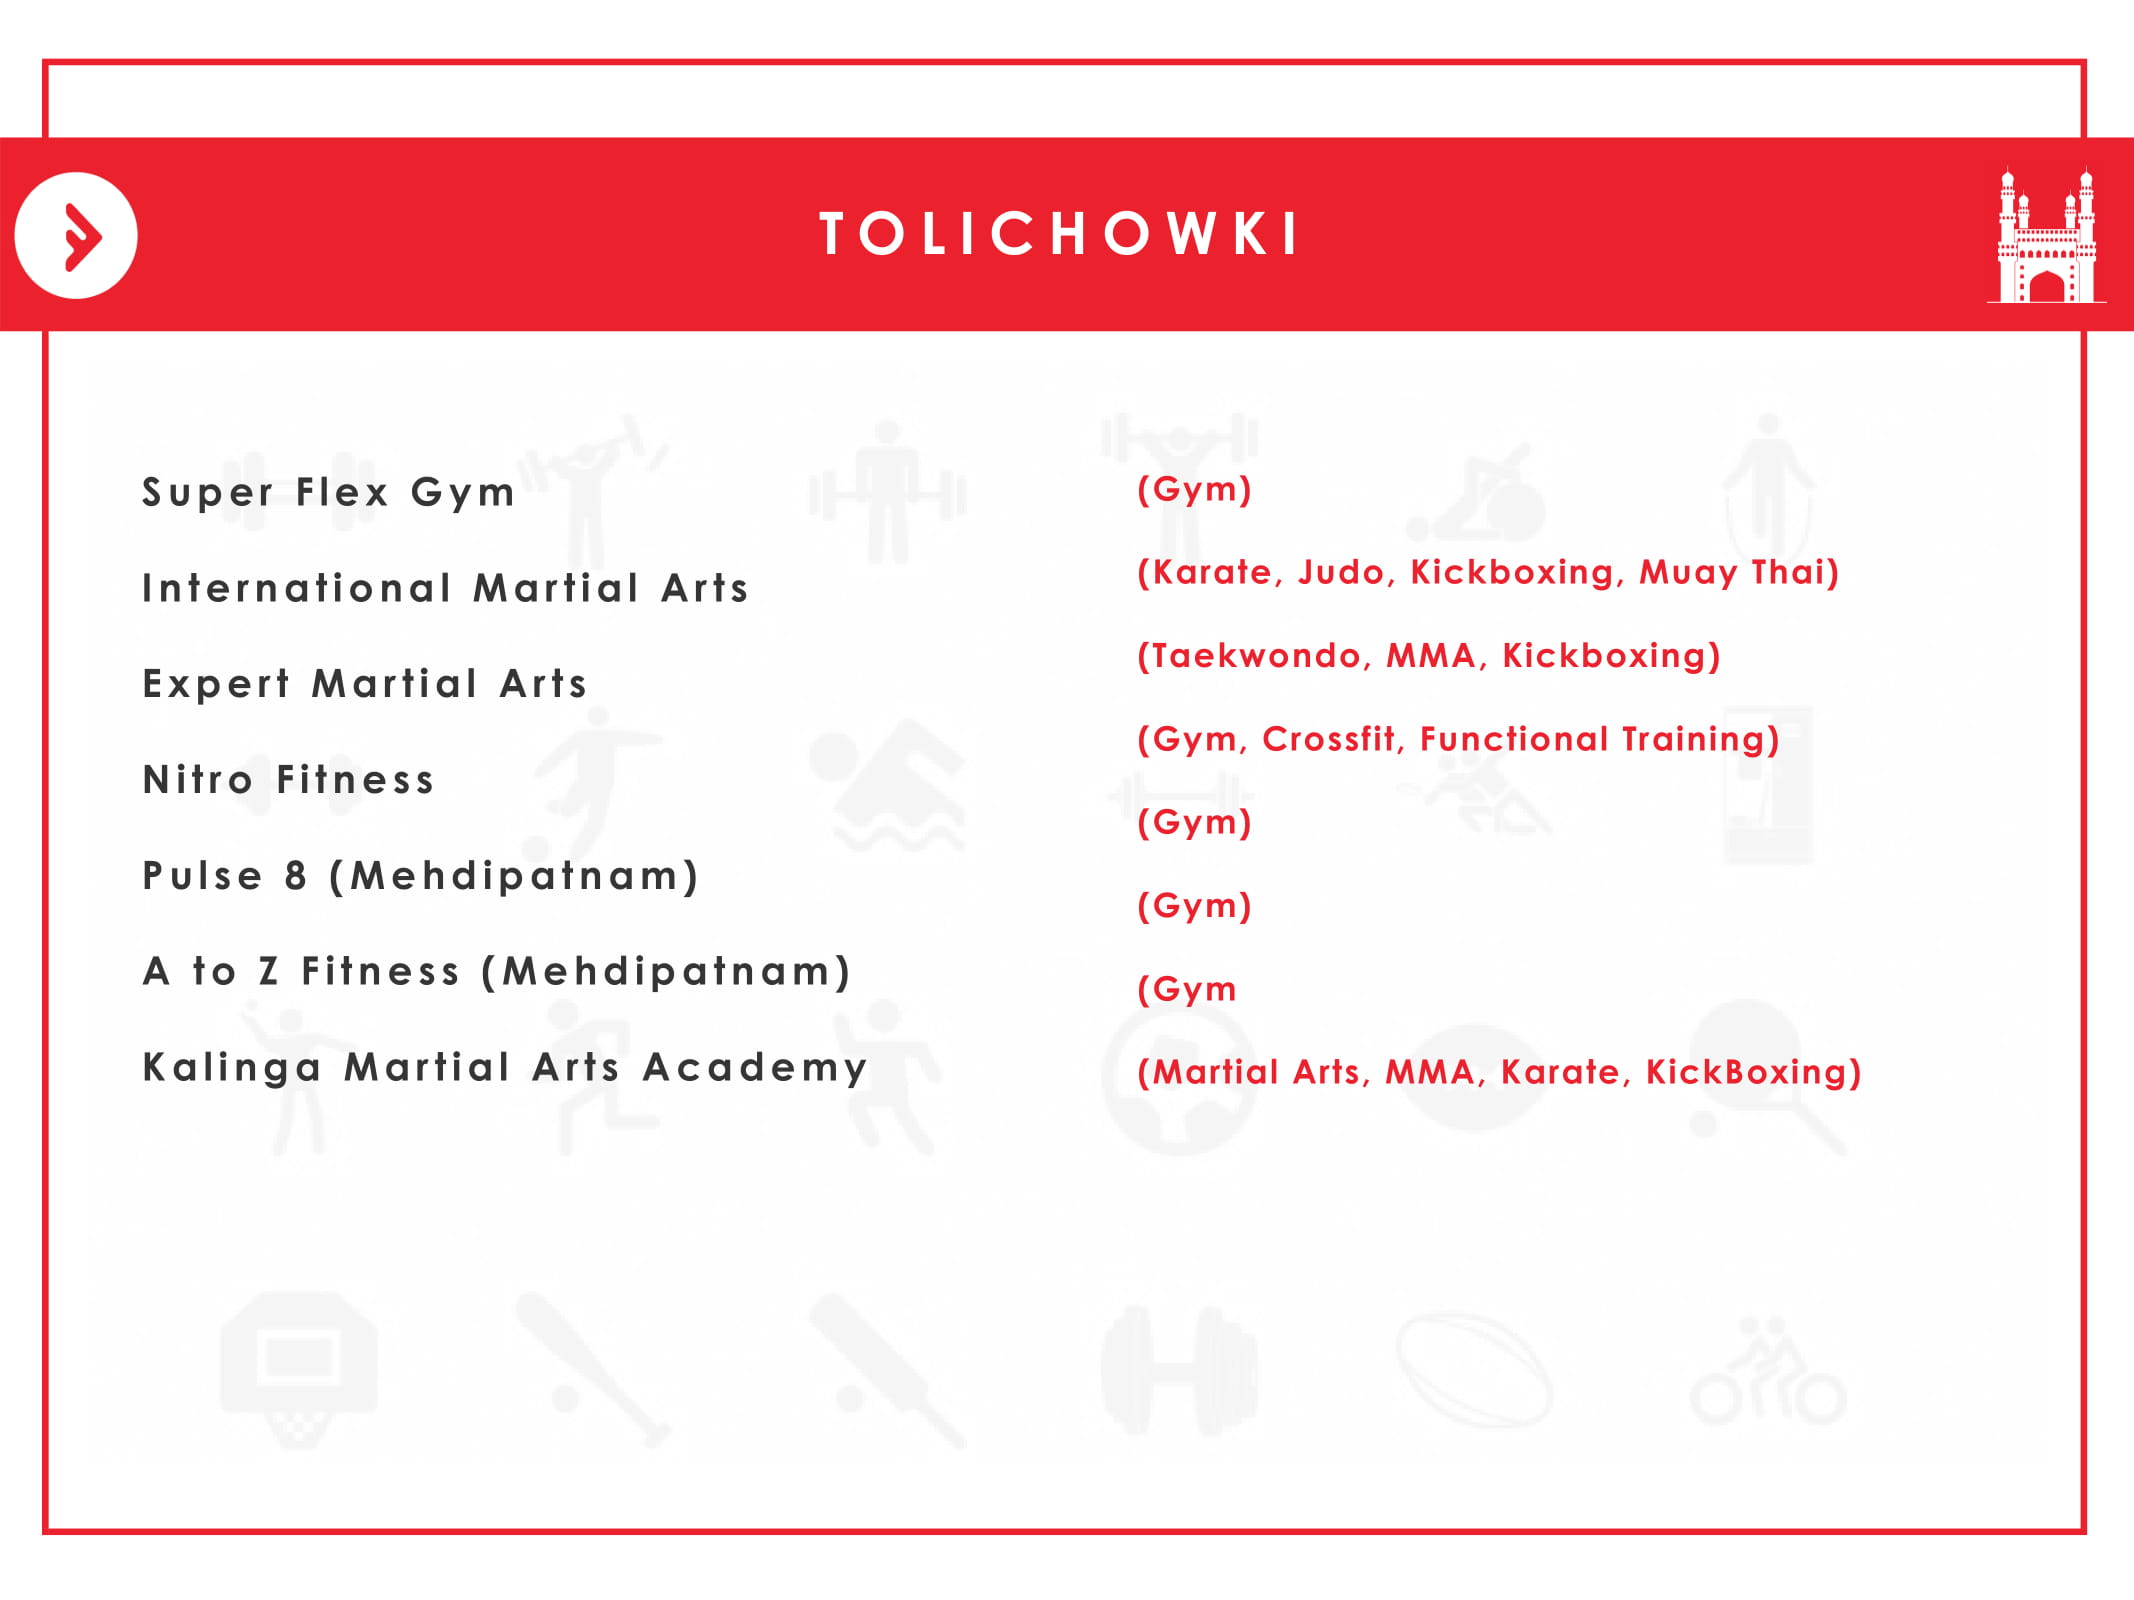 TOLICHOWKI
Super Flex Gym
International Martial Arts
Expert Martial Arts
Nitro Fitness
Pulse 8 (Mehdipatnam)
A to Z Fitness (Mehdipatnam)
Kalinga Martial Arts Academy
(Gym)
(Karate, Judo, Kickboxing, Muay Thai)
(Taekwondo, MMA, Kickboxing)
(Gym, Crossfit, Functional Training)
(Gym)
(Gym)
(Gym
(Martial Arts, MMA, Karate, KickBoxing)